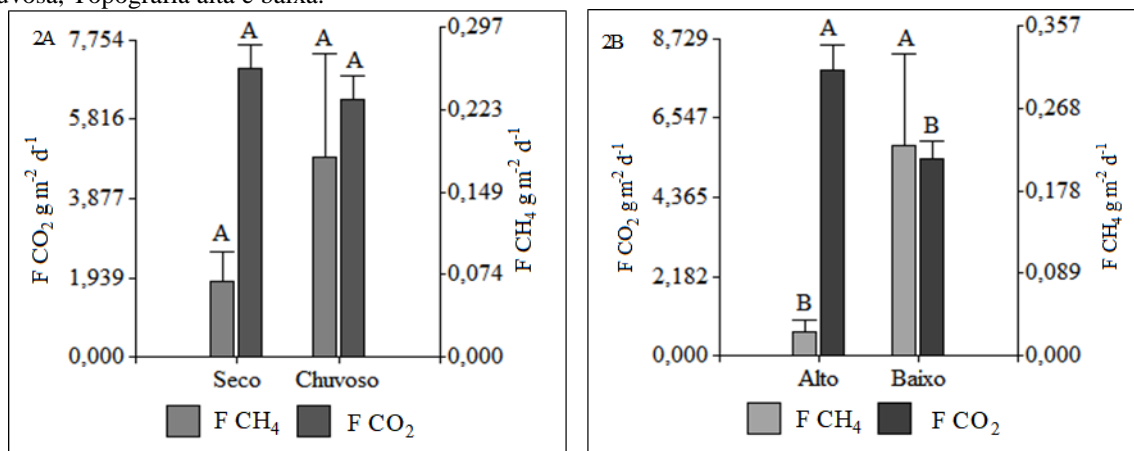 uvosa, Topografia alta e baixa.
2A
7,754
5,816
3,877
1,939
0,000
F CO₂ g m⁻² d⁻¹
A
A
A
A
0,297
0,223
0,149
0,074
0,000
F CH₄ g m⁻² d⁻¹
Seco Chuvoso
F CH₄ F CO₂
2B
8,729
6,547
4,365
2,182
0,000
F CO₂ g m⁻² d⁻¹
B
A
A
B
0,357
0,268
0,178
0,089
0,000
F CH₄ g m⁻² d⁻¹
Alto Baixo
F CH₄ F CO₂